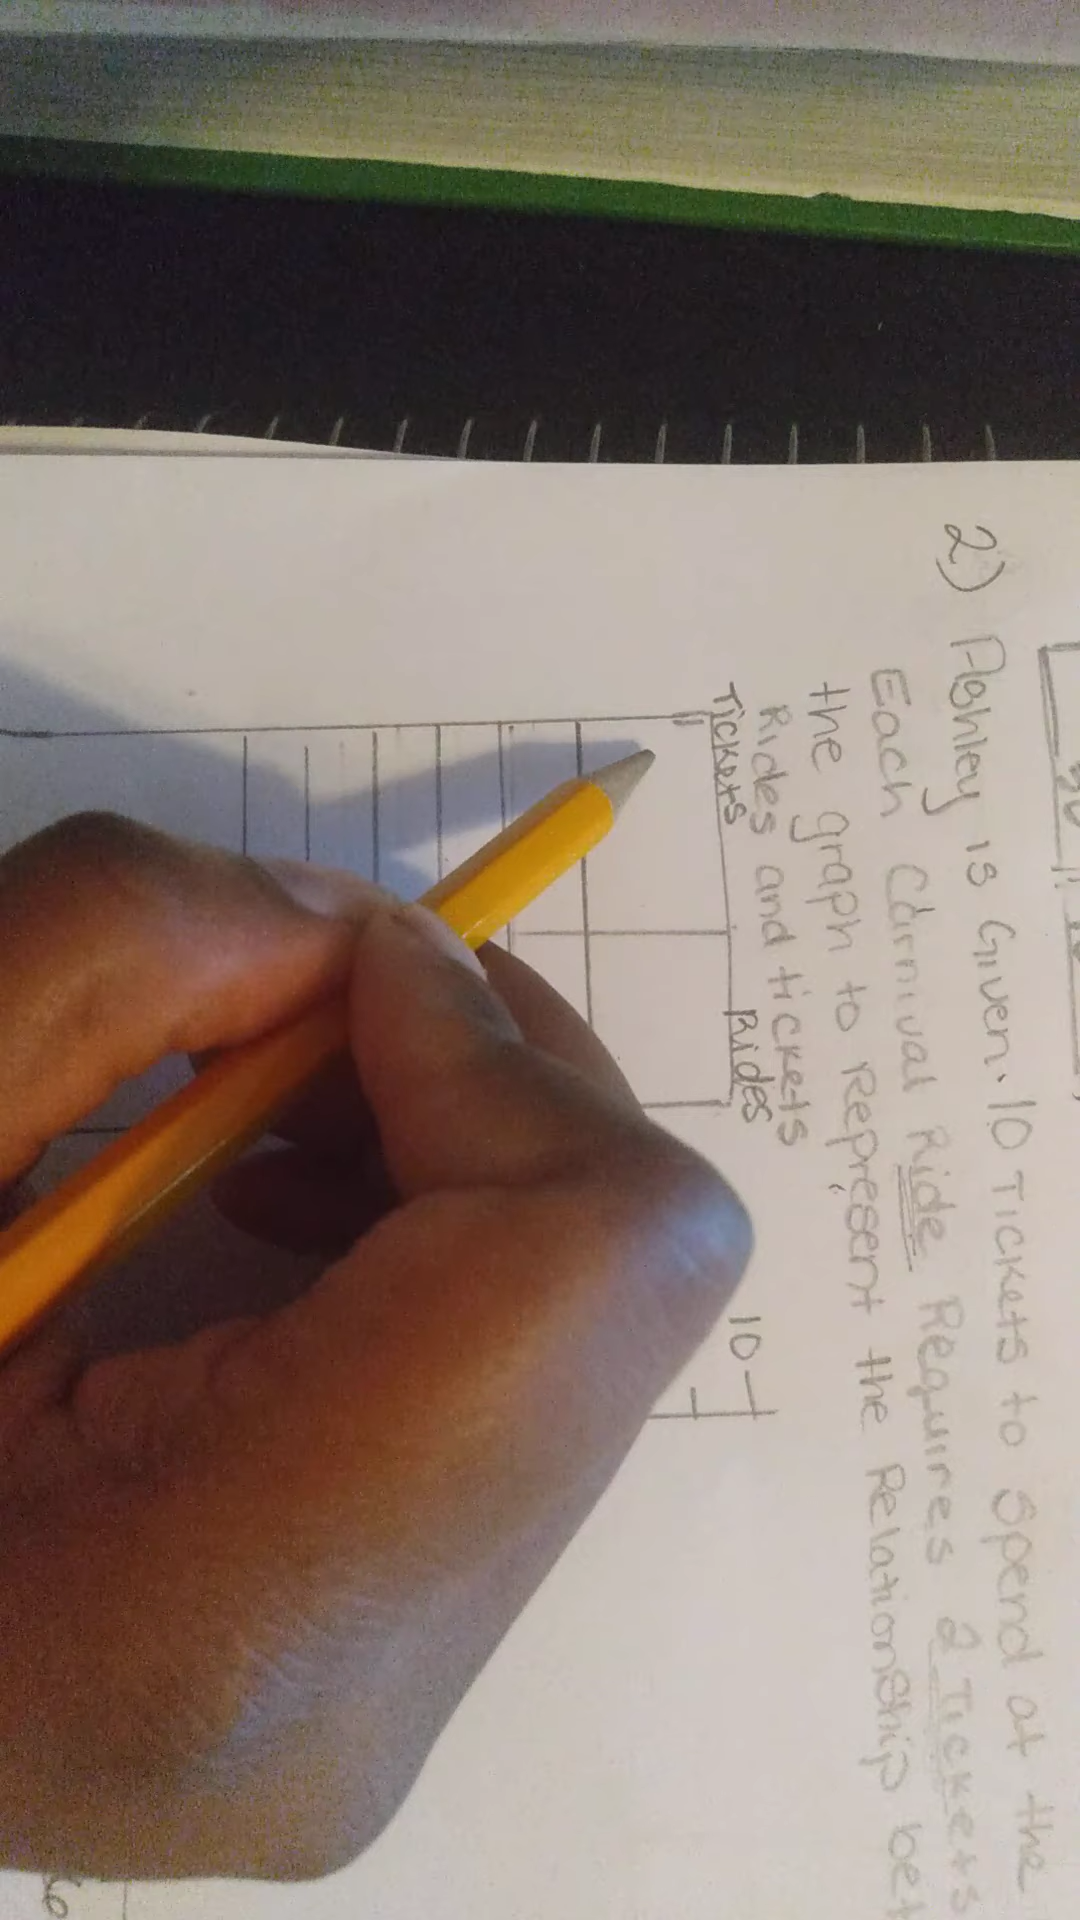 2) Ashley is Given 10 Tickets to Spend at the
Each Carnival Ride Requires 2 Tickets
the graph to Represent the Relationship bet
Rides and tickets
Tickets Rides
10